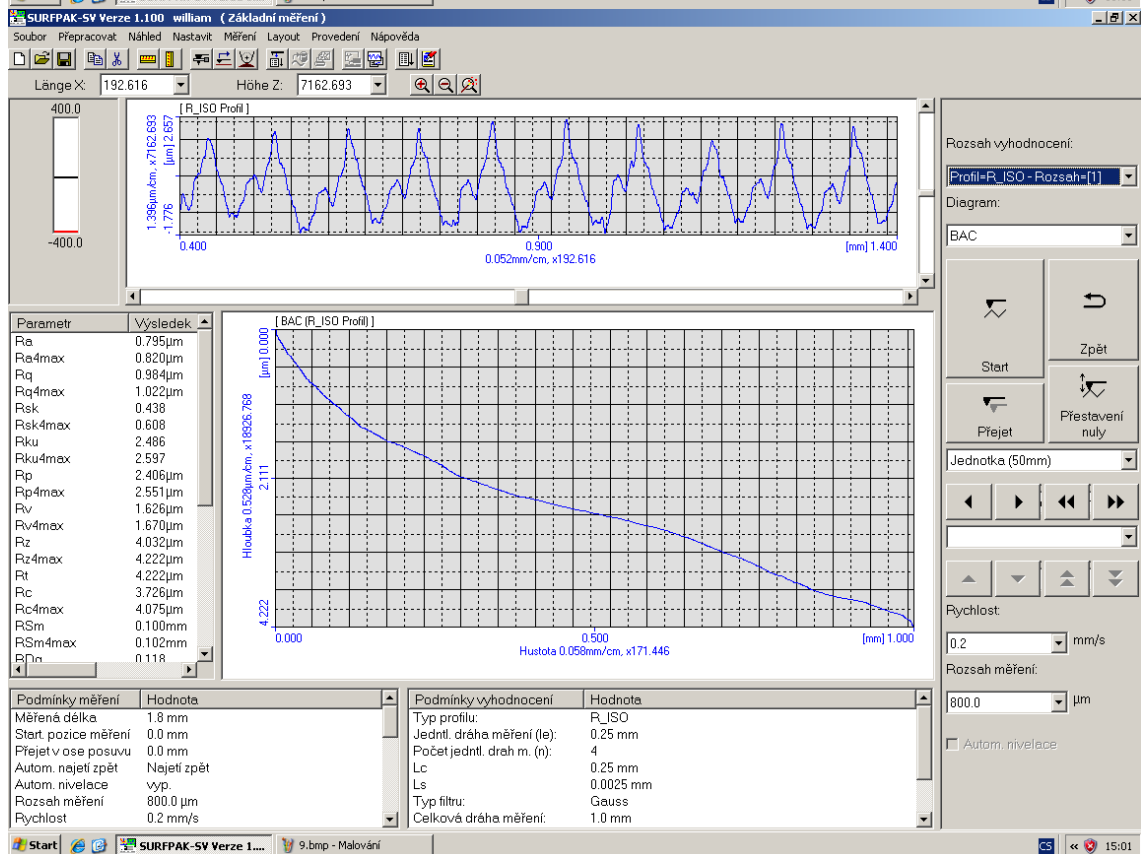 SURFPAK-SV Verze 1.100 william ( Základní měření )
Soubor Přepracovat Náhled Nastavit Měření Layout Provedení Nápověda
Länge X: 192.616 Höhe Z: 7162.693
400.0
-400.0
[ R_ISO Profil ]
1.396µm/cm, x7162.693
-1.776 [µm] 2.657
0.400 0.900 [mm] 1.400
0.052mm/cm, x192.616
Rozsah vyhodnocení:
Profil=R_ISO - Rozsah=[1]
Diagram:
BAC
Start
Zpět
Přejet
Přestavení
nuly
Jednotka (50mm)
Rychlost:
0.2 mm/s
Rozsah měření:
800.0 µm
Autom. nivelace
Parametr Výsledek
Ra 0.795µm
Ra4max 0.820µm
Rq 0.984µm
Rq4max 1.022µm
Rsk 0.438
Rsk4max 0.608
Rku 2.486
Rku4max 2.597
Rp 2.406µm
Rp4max 2.551µm
Rv 1.626µm
Rv4max 1.670µm
Rz 4.032µm
Rz4max 4.222µm
Rt 4.222µm
Rc 3.726µm
Rc4max 4.075µm
RSm 0.100mm
RSm4max 0.102mm
RDq 0.118
[ BAC (R_ISO Profil) ]
Hloubka 0.528µm/cm, x18926.768
4.222 2.111 [µm] 0.000
0.000 0.500 [mm] 1.000
Hustota 0.058mm/cm, x171.446
Podmínky měření Hodnota
Měřená délka 1.8 mm
Start. pozice měření 0.0 mm
Přejet v ose posuvu 0.0 mm
Autom. najetí zpět Najetí zpět
Autom. nivelace vyp.
Rozsah měření 800.0 µm
Rychlost 0.2 mm/s
Podmínky vyhodnocení Hodnota
Typ profilu: R_ISO
Jedntl. dráha měření (le): 0.25 mm
Počet jedntl. drah m. (n): 4
Lc 0.25 mm
Ls 0.0025 mm
Typ filtru: Gauss
Celková dráha měření: 1.0 mm
Start SURFPAK-SV Verze 1.... 9.bmp - Malování CS « 15:01